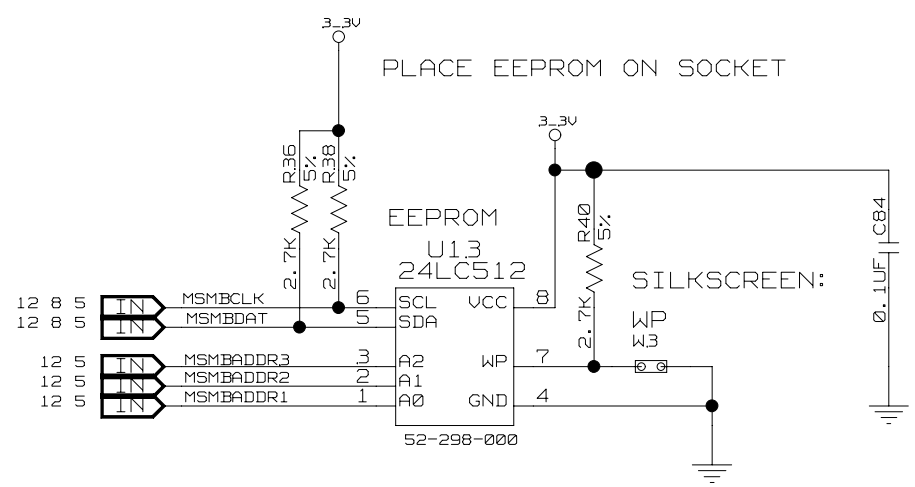 3_3V
PLACE EEPROM ON SOCKET
3_3V
R36
5%
2.7K
R38
5%
2.7K
EEPROM
U13
24LC512
R40
5%
2.7K
C84
0.1UF
SILKSCREEN:
WP
W3
12 8 5 IN MSMBCLK 6 SCL VCC 8
12 8 5 IN MSMBDAT 5 SDA
12 5 IN MSMBADDR3 3 A2 WP 7
12 5 IN MSMBADDR2 2 A1
12 5 IN MSMBADDR1 1 A0 GND 4
52-298-000